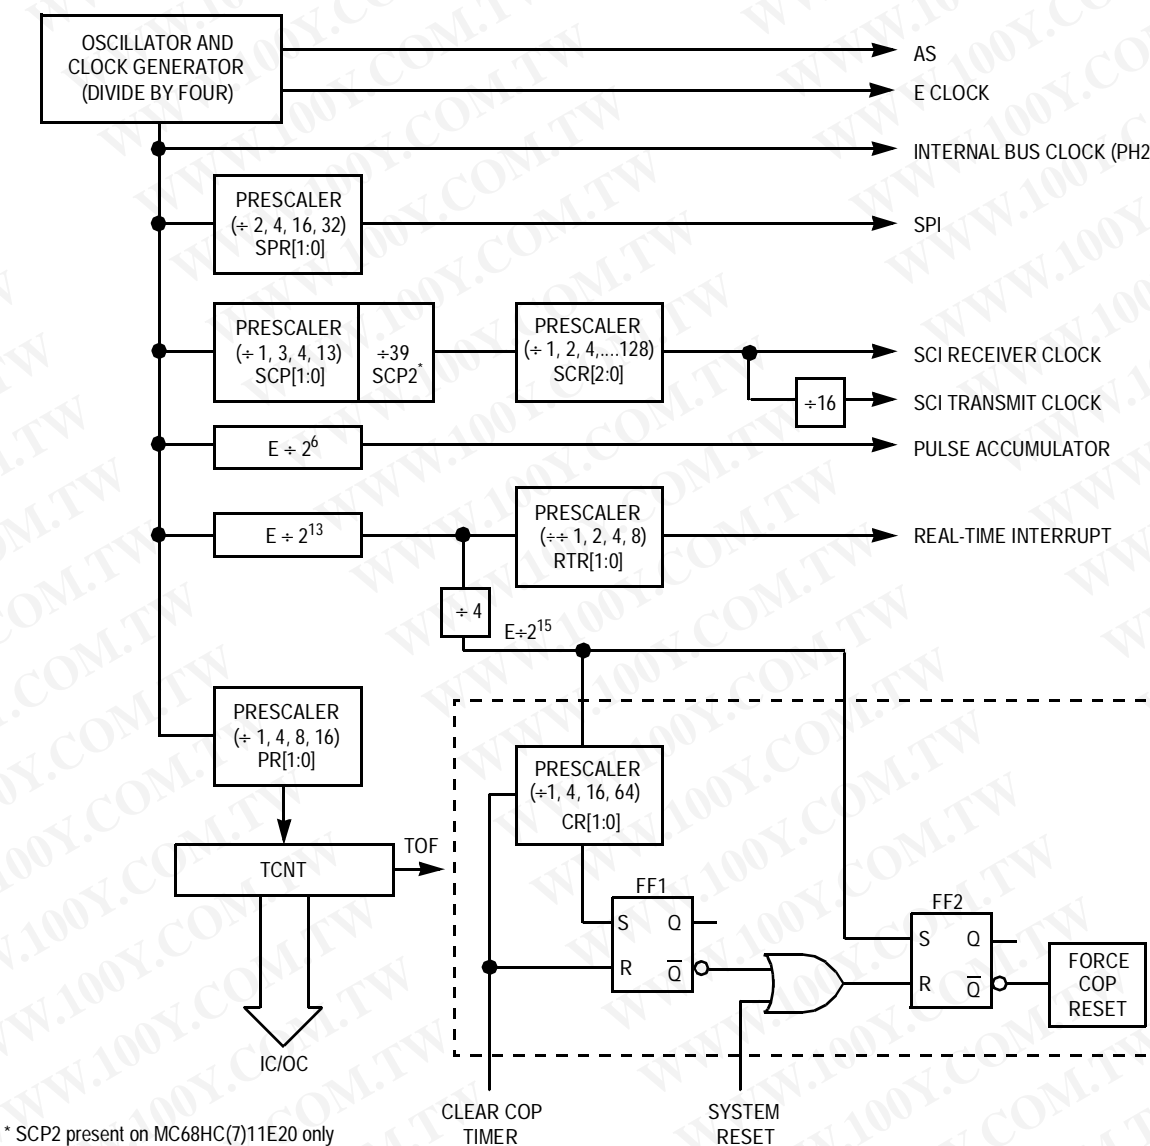 OSCILLATOR AND
CLOCK GENERATOR
(DIVIDE BY FOUR)
AS
E CLOCK
INTERNAL BUS CLOCK (PH2
PRESCALER
(÷ 2, 4, 16, 32)
SPR[1:0]
SPI
PRESCALER
(÷ 1, 3, 4, 13)
SCP[1:0]
÷39
SCP2*
PRESCALER
(÷ 1, 2, 4,....128)
SCR[2:0]
SCI RECEIVER CLOCK
÷16
SCI TRANSMIT CLOCK
E ÷ 2⁶
PULSE ACCUMULATOR
E ÷ 2¹³
PRESCALER
(÷÷ 1, 2, 4, 8)
RTR[1:0]
REAL-TIME INTERRUPT
÷ 4
E÷2¹⁵
PRESCALER
(÷ 1, 4, 8, 16)
PR[1:0]
PRESCALER
(÷1, 4, 16, 64)
CR[1:0]
TCNT
TOF
FF1
S Q
R Q̅
FF2
S Q
R Q̅
FORCE
COP
RESET
IC/OC
CLEAR COP
TIMER
SYSTEM
RESET
* SCP2 present on MC68HC(7)11E20 only
WWW.100Y.COM.TW